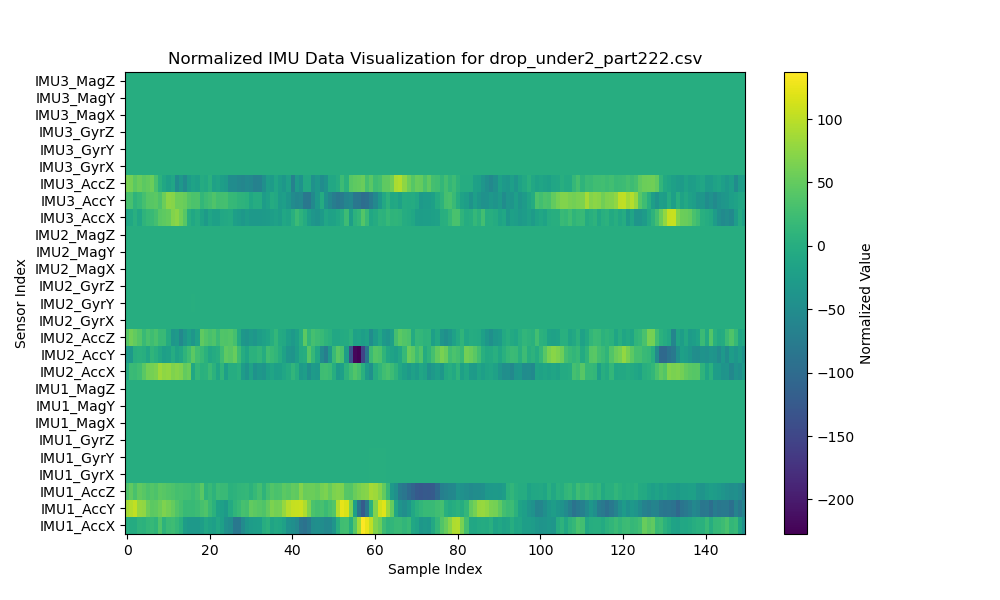 Normalized IMU Data Visualization for drop_under2_part222.csv
IMU3_MagZ
IMU3_MagY
IMU3_MagX
IMU3_GyrZ
IMU3_GyrY
IMU3_GyrX
IMU3_AccZ
IMU3_AccY
IMU3_AccX
IMU2_MagZ
IMU2_MagY
IMU2_MagX
IMU2_GyrZ
IMU2_GyrY
IMU2_GyrX
IMU2_AccZ
IMU2_AccY
IMU2_AccX
IMU1_MagZ
IMU1_MagY
IMU1_MagX
IMU1_GyrZ
IMU1_GyrY
IMU1_GyrX
IMU1_AccZ
IMU1_AccY
IMU1_AccX
Sensor Index
0 20 40 60 80 100 120 140
Sample Index
100
50
0
−50
−100
−150
−200
Normalized Value